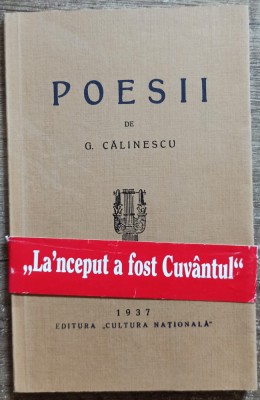 POESII
DE
G. CĂLINESCU
„La'nceput a fost Cuvântul“
1937
EDITURA „CULTURA NAȚIONALĂ"